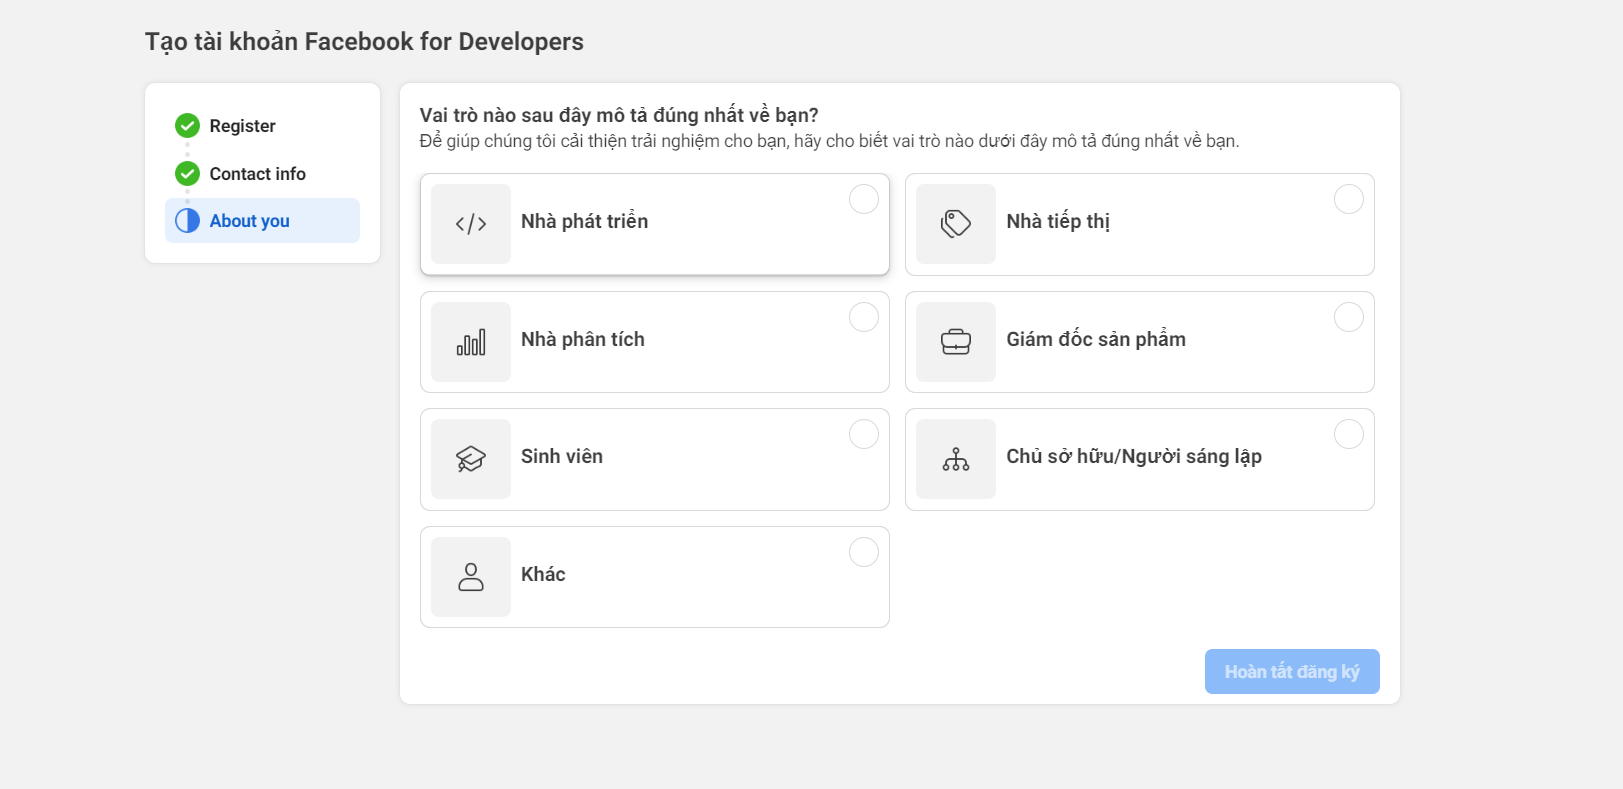 Tạo tài khoản Facebook for Developers
Register
Contact info
About you
Vai trò nào sau đây mô tả đúng nhất về bạn?
Để giúp chúng tôi cải thiện trải nghiệm cho bạn, hãy cho biết vai trò nào dưới đây mô tả đúng nhất về bạn.
Nhà phát triển
Nhà tiếp thị
Nhà phân tích
Giám đốc sản phẩm
Sinh viên
Chủ sở hữu/Người sáng lập
Khác
Hoàn tất đăng ký